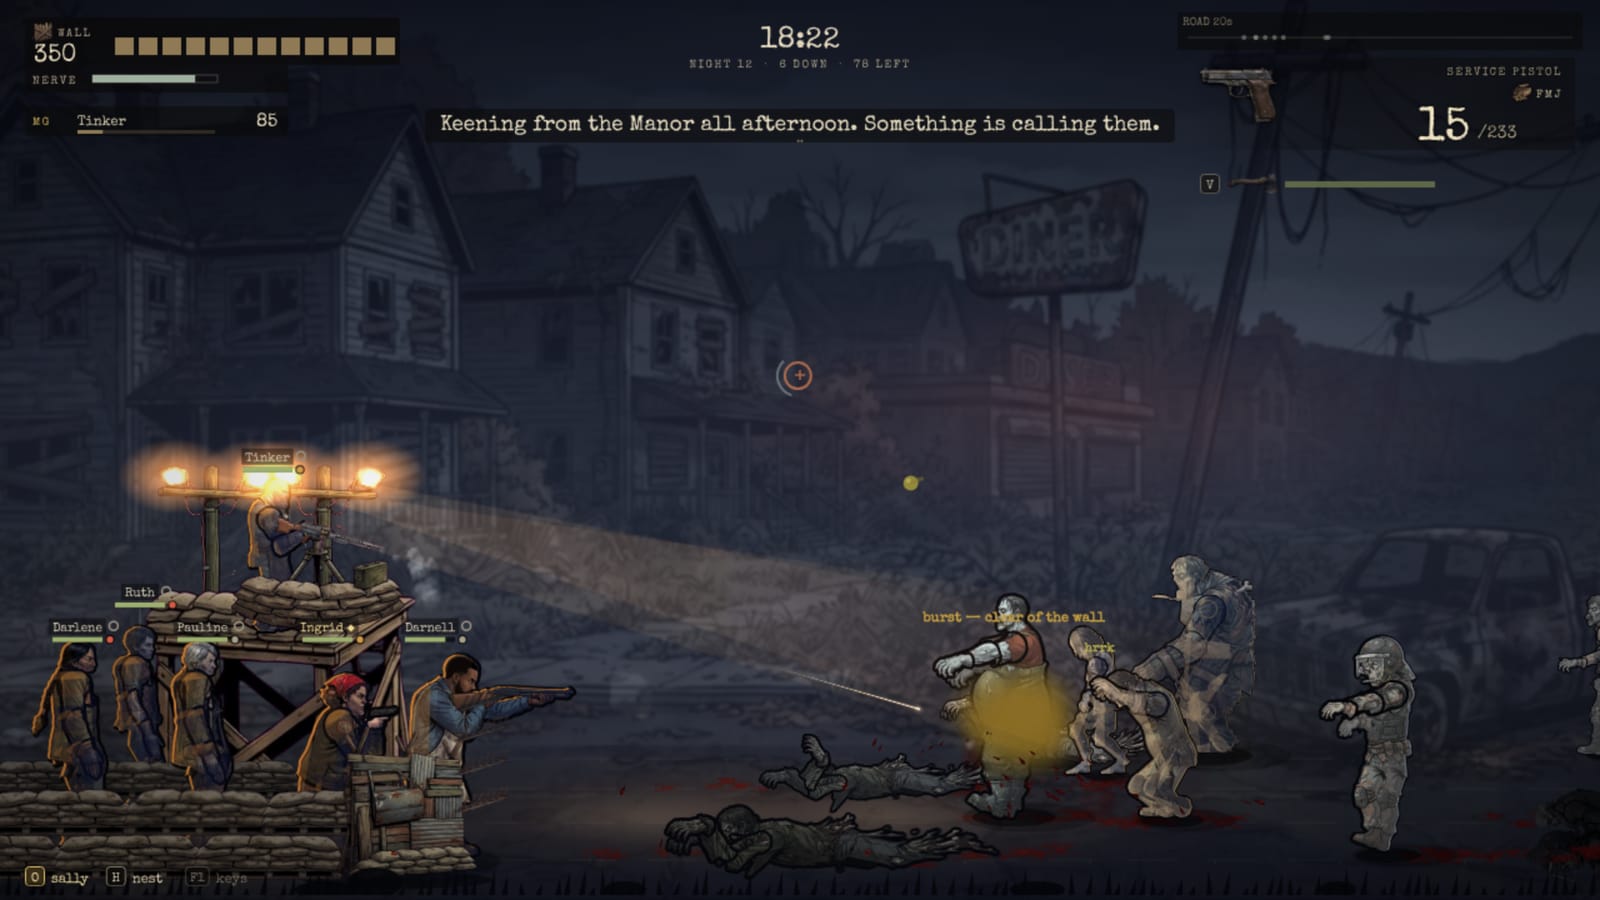 WALL
350
NERVE
MG Tinker 85
18:22
NIGHT 12 · 6 DOWN · 78 LEFT
Keening from the Manor all afternoon. Something is calling them.
ROAD 20s
SERVICE PISTOL
FMJ
15 /233
V
DINER
DINER
Tinker
Ruth
Darlene
Pauline
Ingrid
Darnell
burst — clear of the wall
hrrk
O sally H nest F1 keys